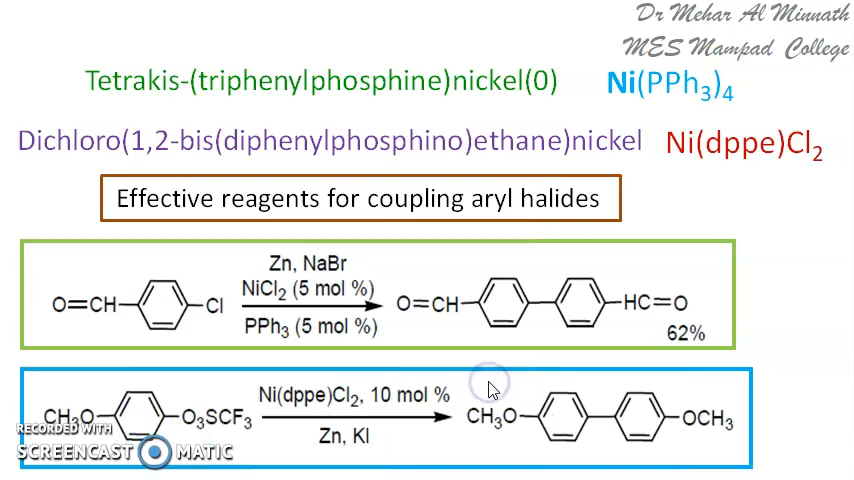 Dr Mehar Al Minnath
MES Mampad College
Tetrakis-(triphenylphosphine)nickel(0) Ni(PPh₃)₄
Dichloro(1,2-bis(diphenylphosphino)ethane)nickel Ni(dppe)Cl₂
Effective reagents for coupling aryl halides
Zn, NaBr
NiCl₂ (5 mol %)
O=CH Cl O=CH HC=O
PPh₃ (5 mol %)
62%
Ni(dppe)Cl₂, 10 mol %
CH₃O O₃SCF₃ CH₃O OCH₃
Zn, KI
RECORDED WITH
SCREENCAST MATIC